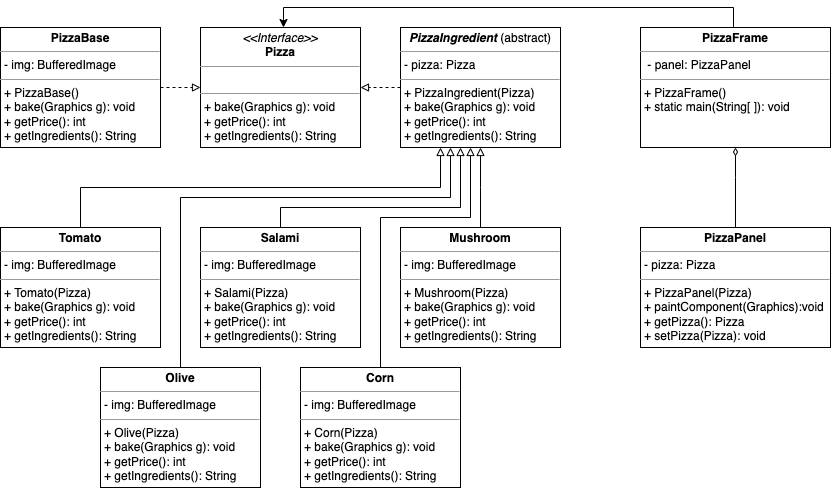 PizzaBase
- img: BufferedImage
+ PizzaBase()
+ bake(Graphics g): void
+ getPrice(): int
+ getIngredients(): String
<<Interface>>
Pizza
+ bake(Graphics g): void
+ getPrice(): int
+ getIngredients(): String
PizzaIngredient (abstract)
- pizza: Pizza
+ PizzaIngredient(Pizza)
+ bake(Graphics g): void
+ getPrice(): int
+ getIngredients(): String
PizzaFrame
- panel: PizzaPanel
+ PizzaFrame()
+ static main(String[ ]): void
Tomato
- img: BufferedImage
+ Tomato(Pizza)
+ bake(Graphics g): void
+ getPrice(): int
+ getIngredients(): String
Salami
- img: BufferedImage
+ Salami(Pizza)
+ bake(Graphics g): void
+ getPrice(): int
+ getIngredients(): String
Mushroom
- img: BufferedImage
+ Mushroom(Pizza)
+ bake(Graphics g): void
+ getPrice(): int
+ getIngredients(): String
PizzaPanel
- pizza: Pizza
+ PizzaPanel(Pizza)
+ paintComponent(Graphics):void
+ getPizza(): Pizza
+ setPizza(Pizza): void
Olive
- img: BufferedImage
+ Olive(Pizza)
+ bake(Graphics g): void
+ getPrice(): int
+ getIngredients(): String
Corn
- img: BufferedImage
+ Corn(Pizza)
+ bake(Graphics g): void
+ getPrice(): int
+ getIngredients(): String